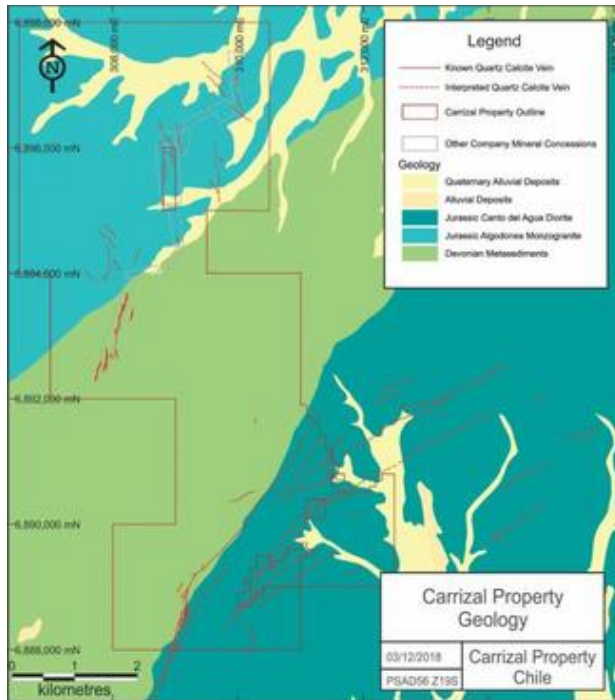 6,898,000 mN
308,000 mE
310,000 mE
N
Legend
Known Quartz Calcite Vein
Interpreted Quartz Calcite Vein
Carrizal Property Outline
Other Company Mineral Concessions
Geology
Quaternary Alluvial Deposits
Alluvial Deposits
Jurassic Canto del Agua Diorite
Jurassic Algodones Monzogranite
Devonian Metasediments
6,896,000 mN
6,894,000 mN
6,892,000 mN
6,890,000 mN
6,888,000 mN
0 1 2
kilometres
Carrizal Property
Geology
03/12/2018
PSAD56 Z19S
Carrizal Property
Chile